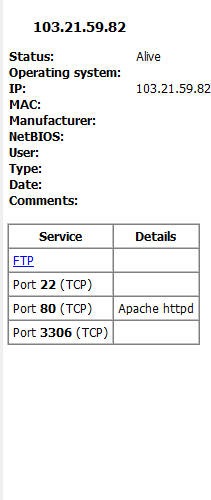 103.21.59.82
Status: Alive
Operating system:
IP: 103.21.59.82
MAC:
Manufacturer:
NetBIOS:
User:
Type:
Date:
Comments:
Service Details
FTP
Port 22 (TCP)
Port 80 (TCP) Apache httpd
Port 3306 (TCP)